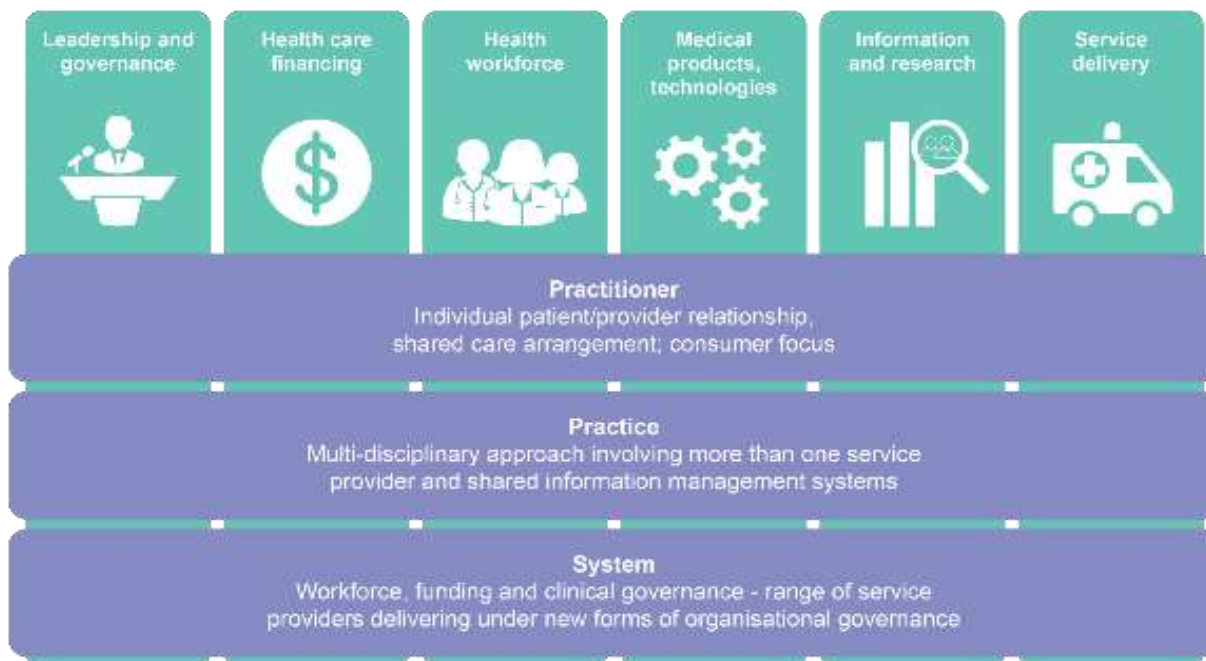 Leadership and
governance
Health care
financing
Health
workforce
Medical
products,
technologies
Information
and research
Service
delivery
$
Practitioner
Individual patient/provider relationship,
shared care arrangement; consumer focus
Practice
Multi-disciplinary approach involving more than one service
provider and shared information management systems
System
Workforce, funding and clinical governance - range of service
providers delivering under new forms of organisational governance